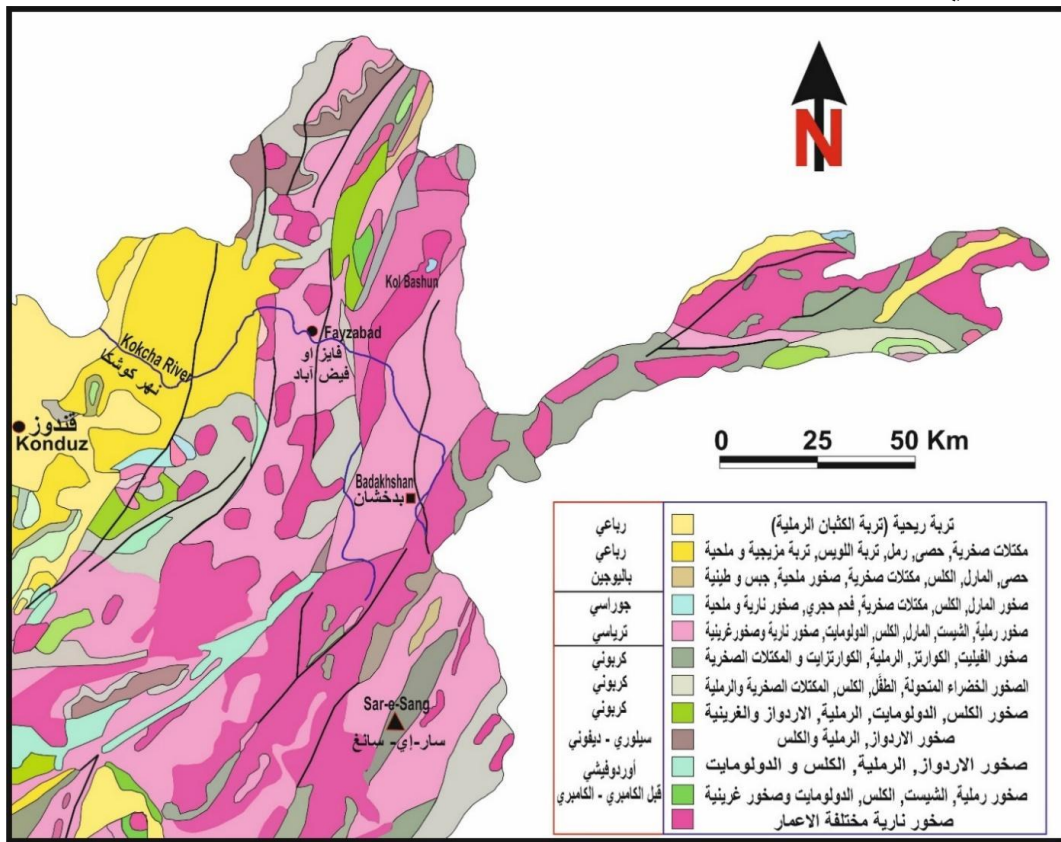 N
Kol Bashun
Fayzabad
فايز او
فيض آباد
Kokcha River
نهر كوشكا
قندوز
Konduz
0 25 50 Km
Badakhshan
بدخشان
Sar-e-Sang
سار-إي- سانغ
رباعي تربة ريحية (تربة الكثبان الرملية)
رباعي مكتلات صخرية, حصى, رمل, تربة اللويس, تربة مزيجية و ملحية
باليوجين حصى, المارل, الكلس, مكتلات صخرية, صخور ملحية, جبس و طينية
جوراسي صخور المارل, الكلس, مكتلات صخرية, فحم حجري, صخور نارية و ملحية
ترياسي صخور رملية, الشيست, المارل, الكلس, الدولومايت, صخور نارية وصخورغرينية
كربوني صخور الفيليت, الكوارتز, الرملية, الكوارتزايت و المكتلات الصخرية
كربوني الصخور الخضراء المتحولة, الطفَل, الكلس, المكتلات الصخرية والرملية
كربوني صخور الكلس, الدولومايت, الرملية, الاردواز والغرينية
سيلوري - ديفوني صخور الاردواز, الرملية والكلس
أوردوفيشي صخور الاردواز, الرملية, الكلس و الدولومايت
قبل الكامبري - الكامبري صخور رملية, الشيست, الكلس, الدولومايت وصخور غرينية
صخور نارية مختلفة الاعمار